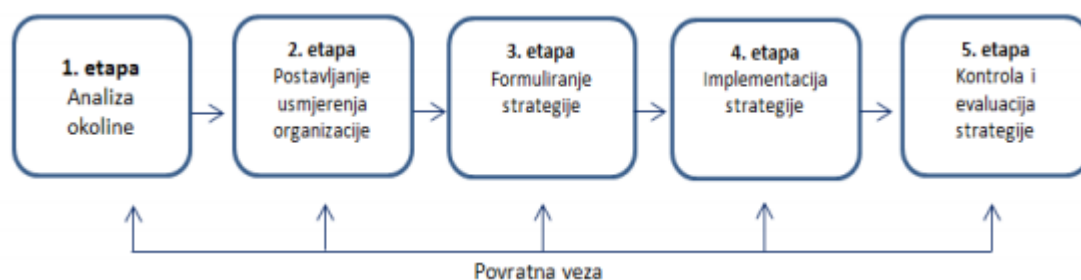 1. etapa
Analiza
okoline
2. etapa
Postavljanje
usmjerenja
organizacije
3. etapa
Formuliranje
strategije
4. etapa
Implementacija
strategije
5. etapa
Kontrola i
evaluacija
strategije
Povratna veza